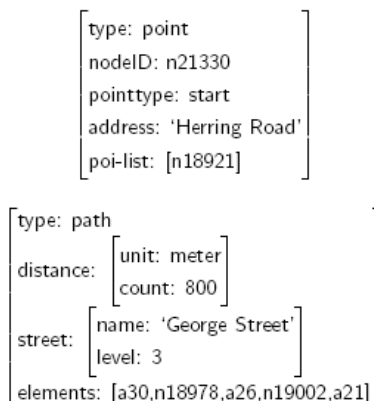 type: point
nodeID: n21330
pointtype: start
address: ‘Herring Road’
poi-list: [n18921]
type: path
distance: unit: meter
count: 800
street: name: ‘George Street’
level: 3
elements: [a30,n18978,a26,n19002,a21]